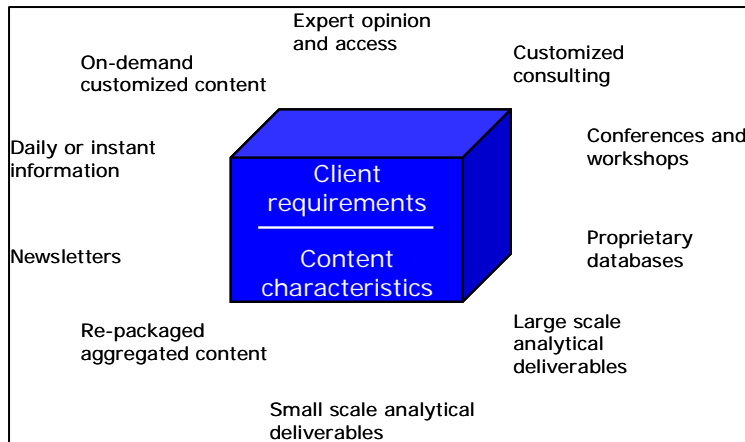 Expert opinion
and access
On-demand
customized content
Customized
consulting
Daily or instant
information
Conferences and
workshops
Client
requirements
Content
characteristics
Newsletters
Proprietary
databases
Re-packaged
aggregated content
Large scale
analytical
deliverables
Small scale analytical
deliverables